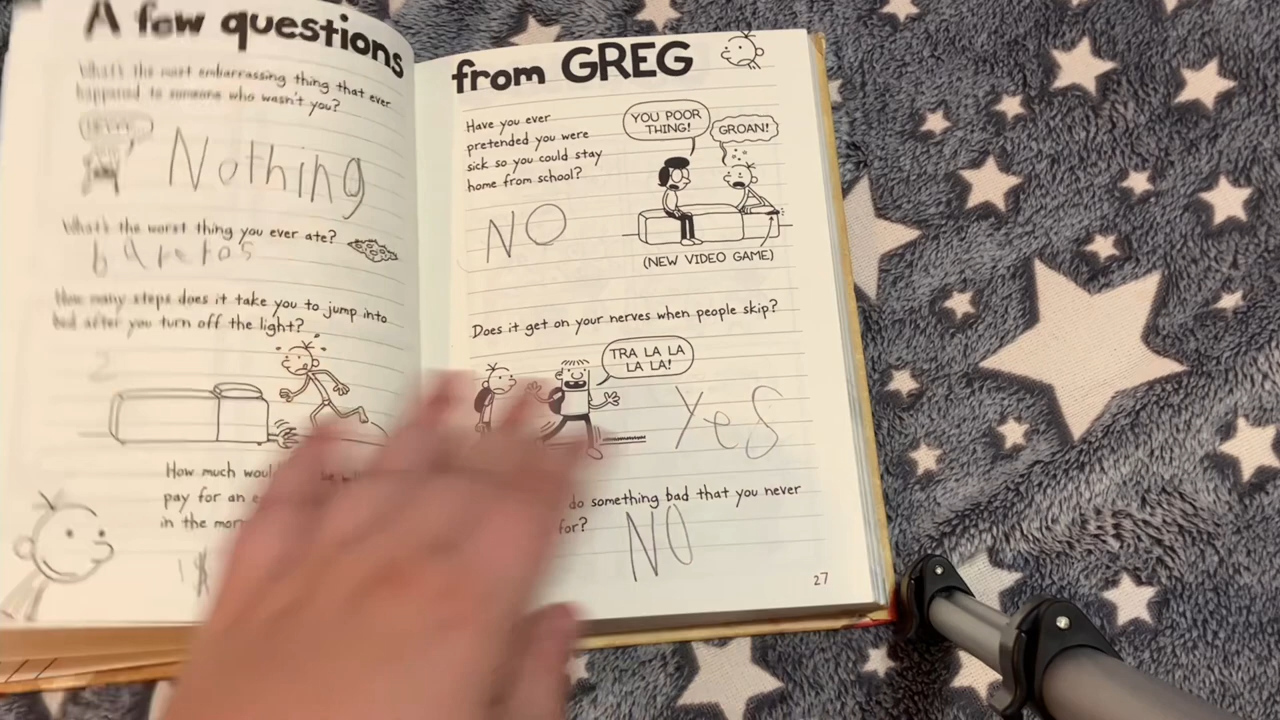 A few questions
What's the most embarrassing thing that ever
happened to someone who wasn't you?
Nothing
What's the worst thing you ever ate?
How many steps does it take you to jump into
bed after you turn off the light?
2
How much woul
pay for an e
in the mor
from GREG
Have you ever
pretended you were
sick so you could stay
home from school?
YOU POOR
THING!
GROAN!
NO
(NEW VIDEO GAME)
Does it get on your nerves when people skip?
TRA LA LA
LA LA!
Yes
do something bad that you never
for?
NO
27